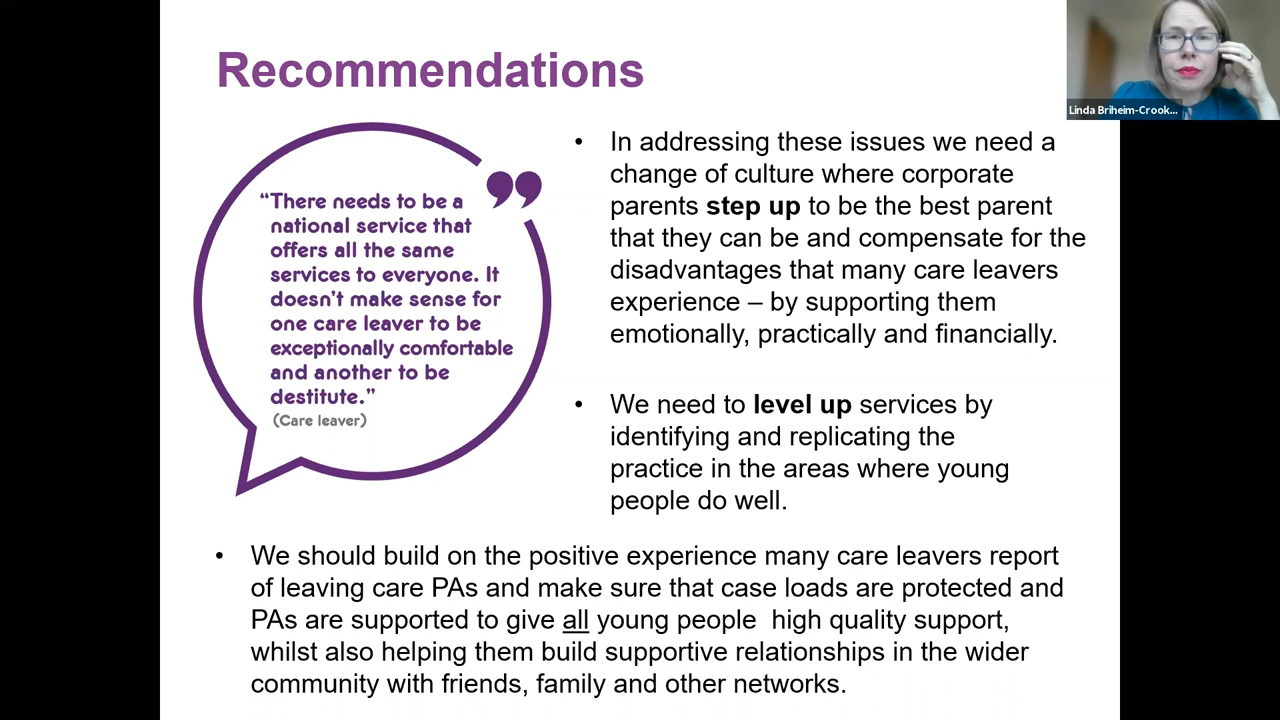 Recommendations
Linda Briheim-Crook...
“There needs to be a
national service that
offers all the same
services to everyone. It
doesn’t make sense for
one care leaver to be
exceptionally comfortable
and another to be
destitute.”
(Care leaver)
• In addressing these issues we need a
change of culture where corporate
parents step up to be the best parent
that they can be and compensate for the
disadvantages that many care leavers
experience – by supporting them
emotionally, practically and financially.
• We need to level up services by
identifying and replicating the
practice in the areas where young
people do well.
• We should build on the positive experience many care leavers report
of leaving care PAs and make sure that case loads are protected and
PAs are supported to give all young people  high quality support,
whilst also helping them build supportive relationships in the wider
community with friends, family and other networks.